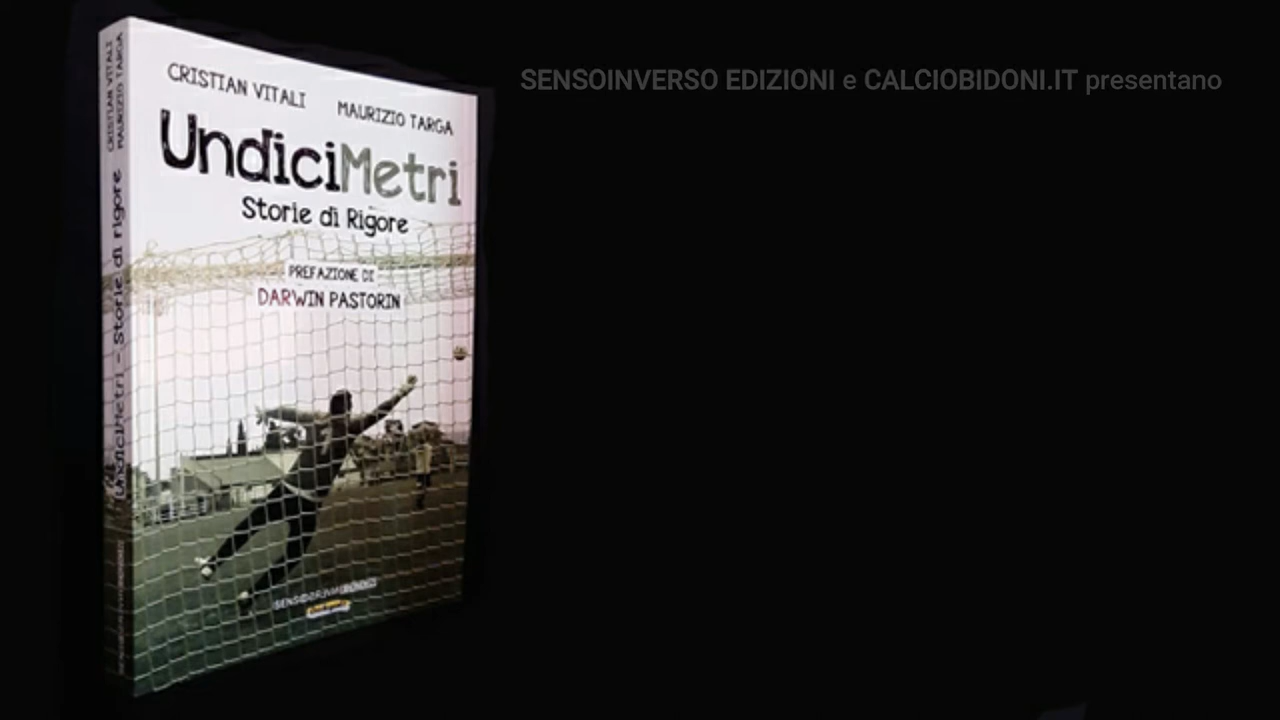 SENSOINVERSO EDIZIONI e CALCIOBIDONI.IT presentano
CRISTIAN VITALI
MAURIZIO TARGA
UndiciMetri
Storie di Rigore
PREFAZIONE DI
DARWIN PASTORIN
CRISTIAN VITALI
MAURIZIO TARGA
UndiciMetri - Storie di rigore